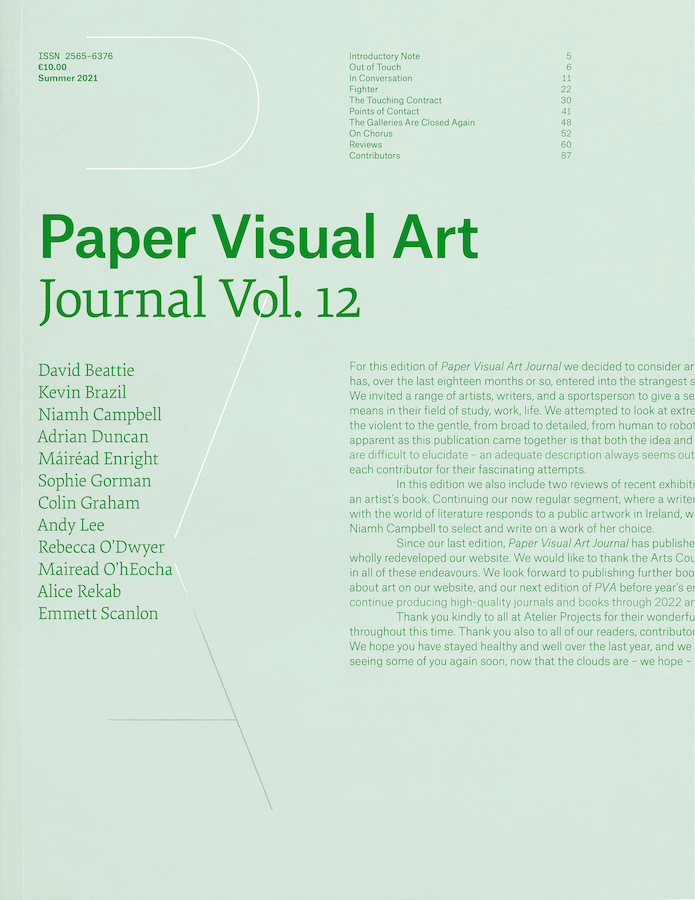 ISSN 2565-6376
€10.00
Summer 2021
Introductory Note 5
Out of Touch 6
In Conversation 11
Fighter 22
The Touching Contract 30
Points of Contact 41
The Galleries Are Closed Again 48
On Chorus 52
Reviews 60
Contributors 87
Paper Visual Art
Journal Vol. 12
David Beattie
Kevin Brazil
Niamh Campbell
Adrian Duncan
Máiréad Enright
Sophie Gorman
Colin Graham
Andy Lee
Rebecca O’Dwyer
Mairead O’hEocha
Alice Rekab
Emmett Scanlon
For this edition of Paper Visual Art Journal we decided to consider
has, over the last eighteen months or so, entered into the strangest
We invited a range of artists, writers, and a sportsperson to give a
means in their field of study, work, life. We attempted to look at
the violent to the gentle, from broad to detailed, from human to
apparent as this publication came together is that both the idea and
are difficult to elucidate – an adequate description always seems out
each contributor for their fascinating attempts.
In this edition we also include two reviews of recent
an artist’s book. Continuing our now regular segment, where a writer
with the world of literature responds to a public artwork in Ireland,
Niamh Campbell to select and write on a work of her choice.
Since our last edition, Paper Visual Art Journal has
wholly redeveloped our website. We would like to thank the Arts
in all of these endeavours. We look forward to publishing further
about art on our website, and our next edition of PVA before year’s
continue producing high-quality journals and books through 2022
Thank you kindly to all at Atelier Projects for their
throughout this time. Thank you also to all of our readers,
We hope you have stayed healthy and well over the last year, and we
seeing some of you again soon, now that the clouds are – we hope –